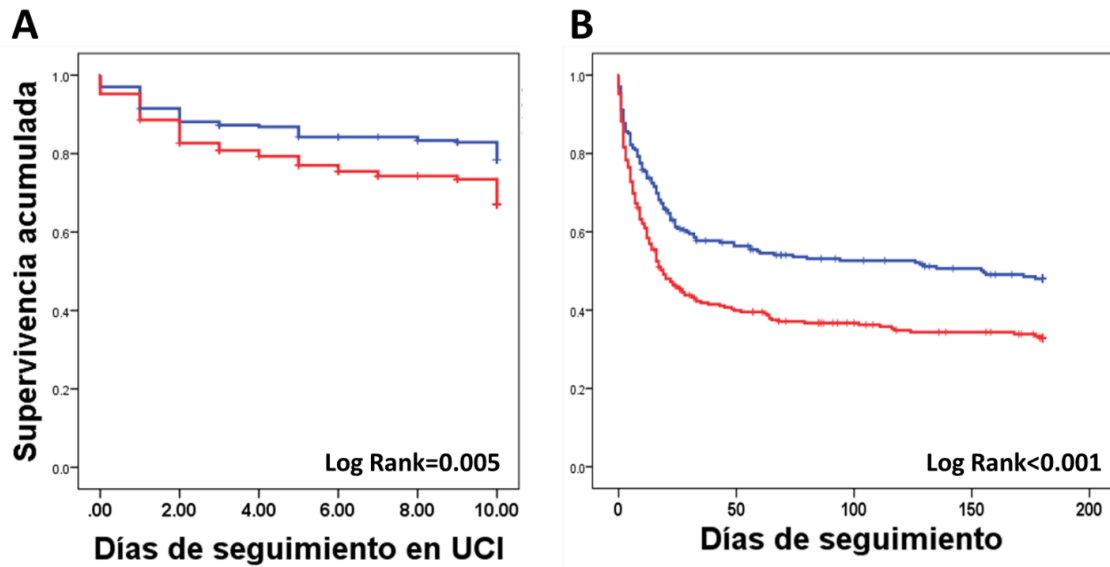 A
B
Supervivencia acumulada
1.0
0.8
0.6
0.4
0.2
0.0
Log Rank=0.005
.00 2.00 4.00 6.00 8.00 10.00
Días de seguimiento en UCI
1.0
0.8
0.6
0.4
0.2
0.0
Log Rank<0.001
0 50 100 150 200
Días de seguimiento